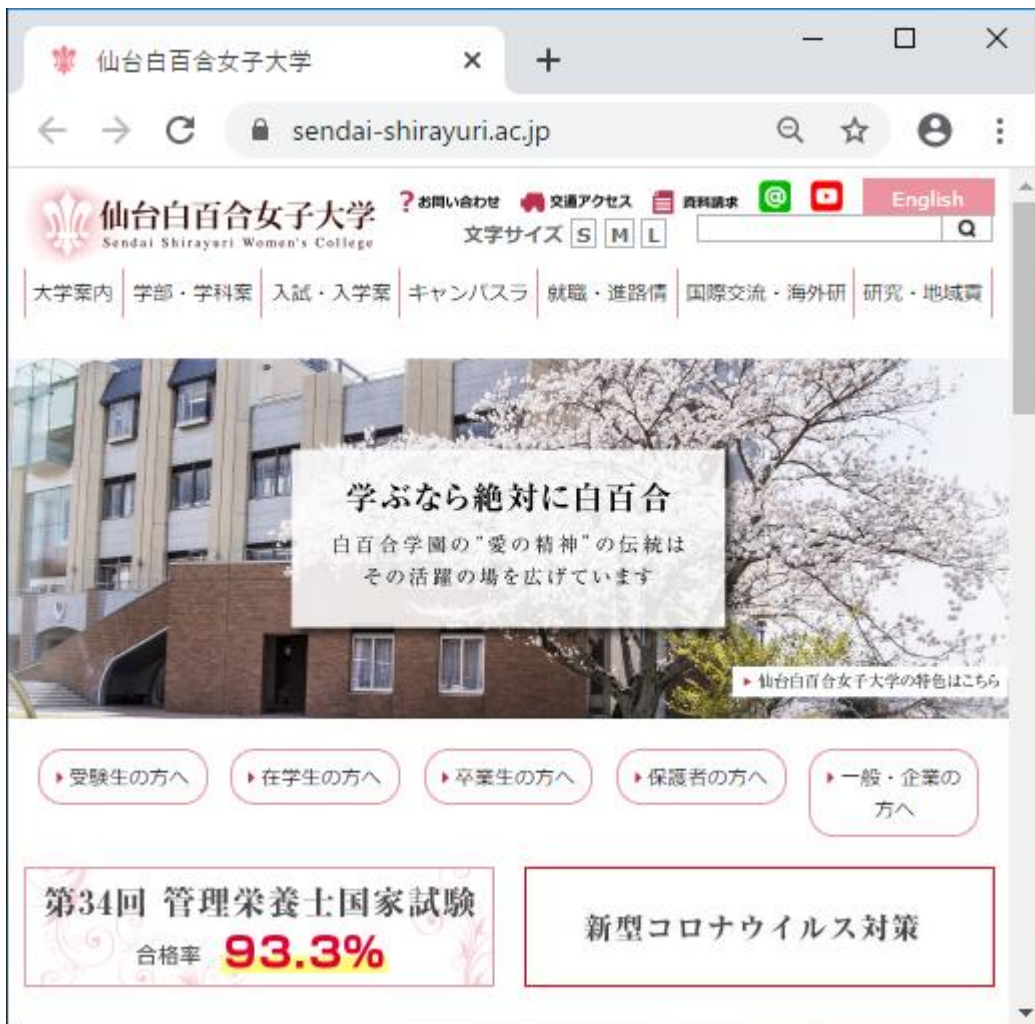 仙台白百合女子大学
sendai-shirayuri.ac.jp
仙台白百合女子大学
Sendai Shirayuri Women's College
?お問い合わせ 交通アクセス 資料請求 @ English
文字サイズ S M L
大学案内 学部・学科案 入試・入学案 キャンパスラ 就職・進路情 国際交流・海外研 研究・地域貢
学ぶなら絶対に白百合
白百合学園の"愛の精神"の伝統は
その活躍の場を広げています
仙台白百合女子大学の特色はこちら
受験生の方へ 在学生の方へ 卒業生の方へ 保護者の方へ 一般・企業の
方へ
第34回 管理栄養士国家試験
合格率 93.3%
新型コロナウイルス対策